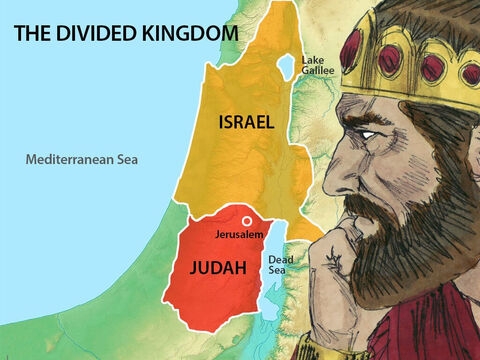 THE DIVIDED KINGDOM
Lake
Galilee
ISRAEL
Mediterranean Sea
Jerusalem
Dead
Sea
JUDAH